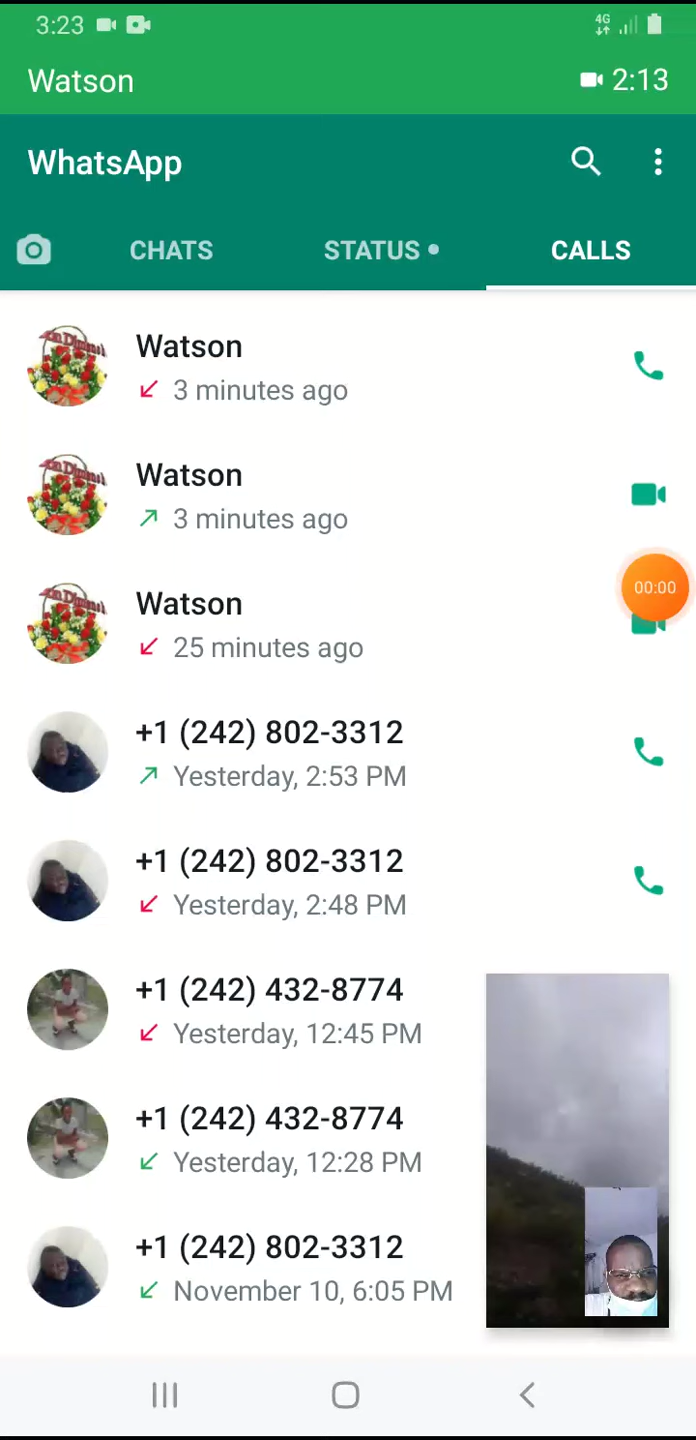 3:23
4G
Watson
2:13
WhatsApp
CHATS
STATUS
CALLS
Watson
3 minutes ago
Watson
3 minutes ago
00:00
Watson
25 minutes ago
+1 (242) 802-3312
Yesterday, 2:53 PM
+1 (242) 802-3312
Yesterday, 2:48 PM
+1 (242) 432-8774
Yesterday, 12:45 PM
+1 (242) 432-8774
Yesterday, 12:28 PM
+1 (242) 802-3312
November 10, 6:05 PM